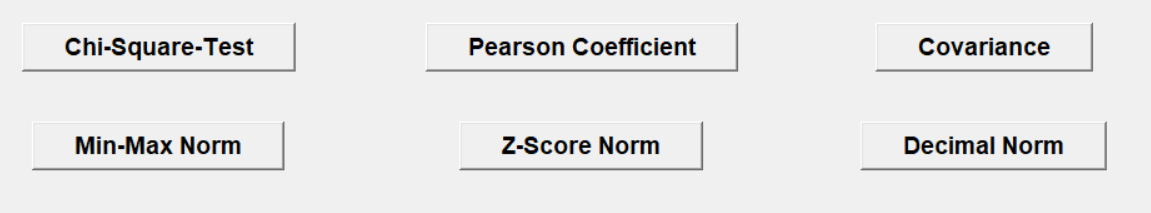 Chi-Square-Test Pearson Coefficient Covariance
Min-Max Norm Z-Score Norm Decimal Norm